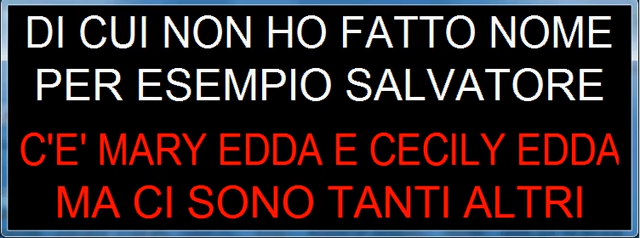 DI CUI NON HO FATTO NOME
PER ESEMPIO SALVATORE
C'E' MARY EDDA E CECILY EDDA
MA CI SONO TANTI ALTRI